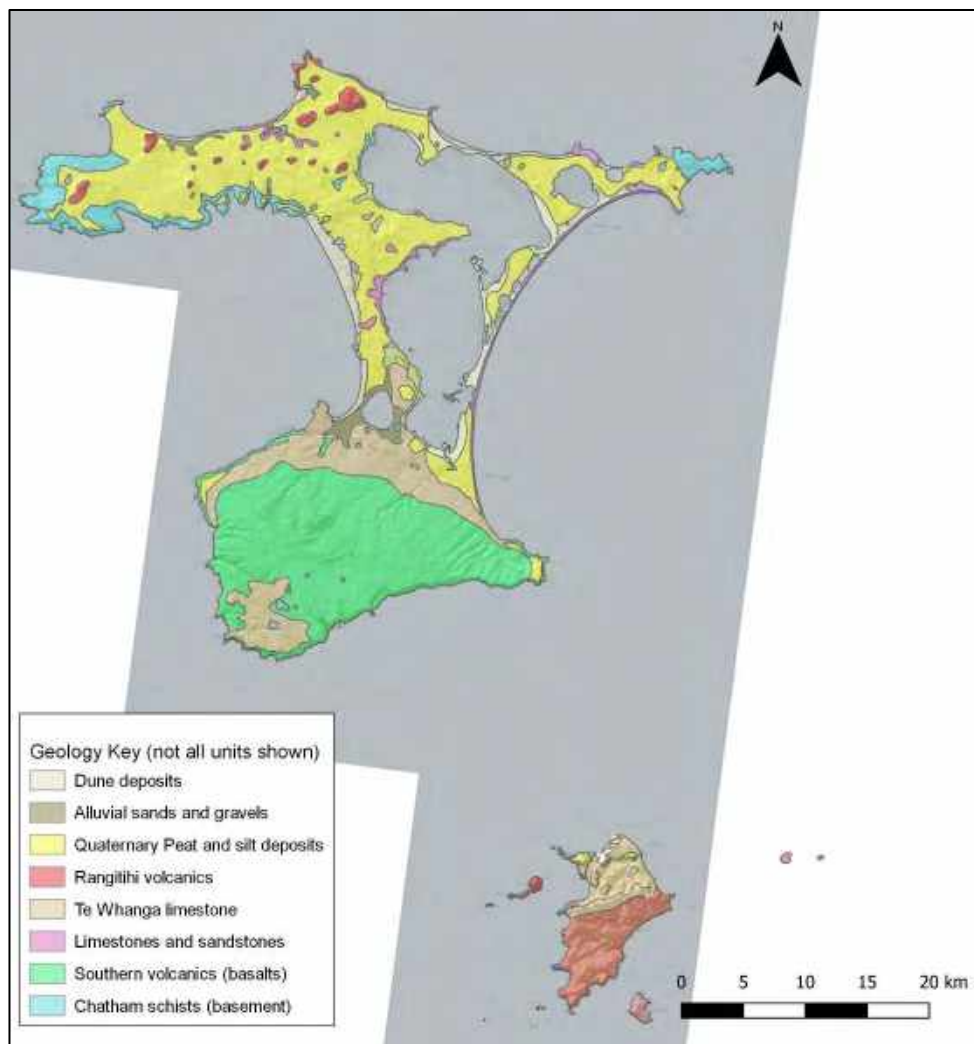 N
Geology Key (not all units shown)
Dune deposits
Alluvial sands and gravels
Quaternary Peat and silt deposits
Rangitihi volcanics
Te Whanga limestone
Limestones and sandstones
Southern volcanics (basalts)
Chatham schists (basement)
0 5 10 15 20 km